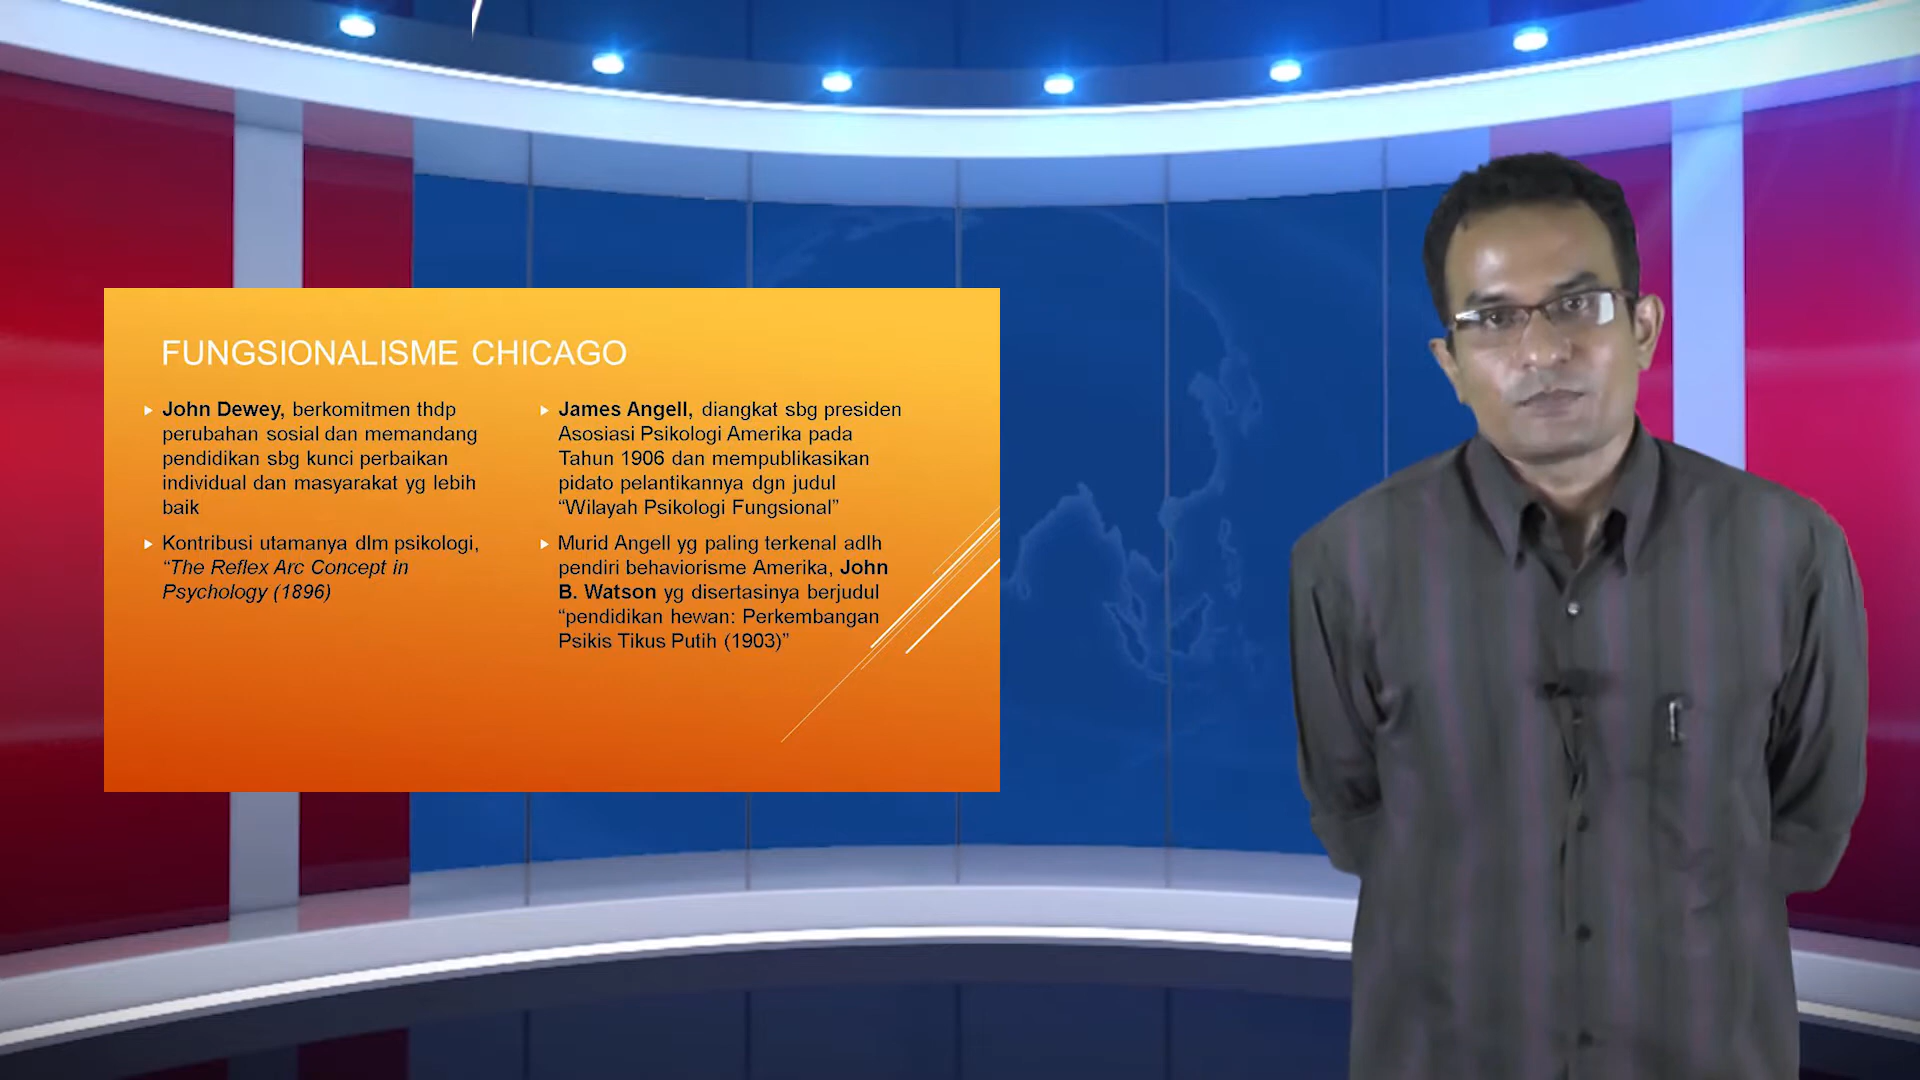 FUNGSIONALISME CHICAGO
John Dewey, berkomitmen thdp
perubahan sosial dan memandang
pendidikan sbg kunci perbaikan
individual dan masyarakat yg lebih
baik
Kontribusi utamanya dlm psikologi,
“The Reflex Arc Concept in
Psychology (1896)
James Angell, diangkat sbg presiden
Asosiasi Psikologi Amerika pada
Tahun 1906 dan mempublikasikan
pidato pelantikannya dgn judul
“Wilayah Psikologi Fungsional”
Murid Angell yg paling terkenal adlh
pendiri behaviorisme Amerika, John
B. Watson yg disertasinya berjudul
“pendidikan hewan: Perkembangan
Psikis Tikus Putih (1903)”